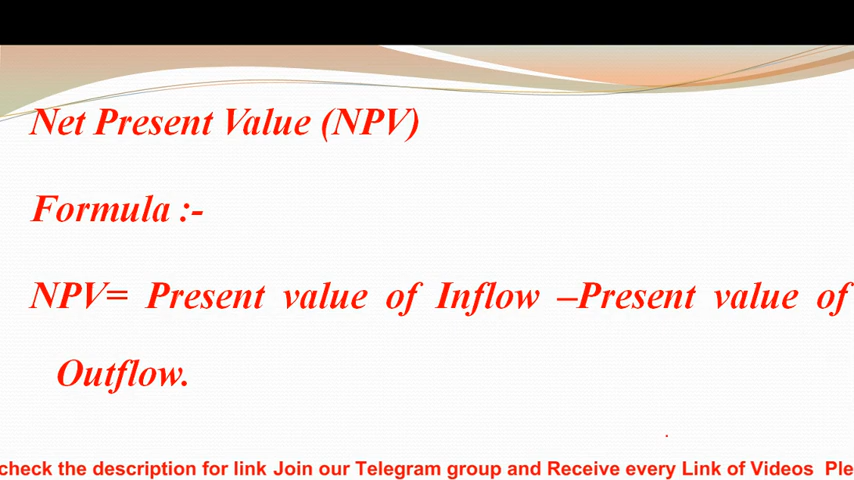 Net Present Value (NPV)
Formula :-
NPV= Present value of Inflow –Present value of
Outflow.
check the description for link Join our Telegram group and Receive every Link of Videos Ple